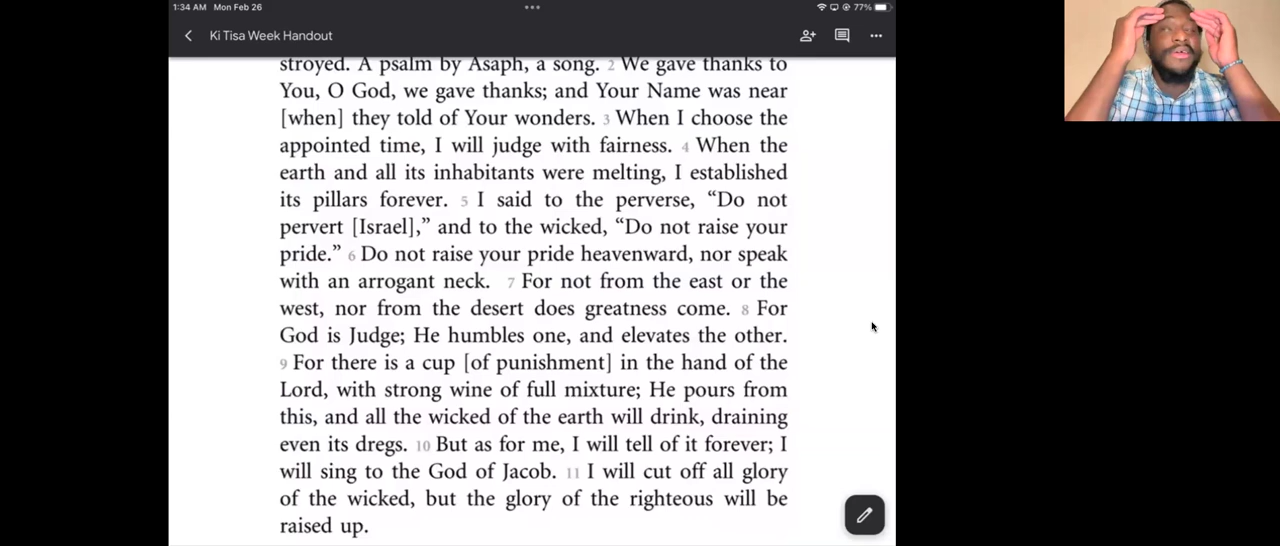 1:34 AM Mon Feb 26
77%
Ki Tisa Week Handout
stroyed. A psalm by Asaph, a song. 2 We gave thanks to
You, O God, we gave thanks; and Your Name was near
[when] they told of Your wonders. 3 When I choose the
appointed time, I will judge with fairness. 4 When the
earth and all its inhabitants were melting, I established
its pillars forever. 5 I said to the perverse, “Do not
pervert [Israel],” and to the wicked, “Do not raise your
pride.” 6 Do not raise your pride heavenward, nor speak
with an arrogant neck. 7 For not from the east or the
west, nor from the desert does greatness come. 8 For
God is Judge; He humbles one, and elevates the other.
9 For there is a cup [of punishment] in the hand of the
Lord, with strong wine of full mixture; He pours from
this, and all the wicked of the earth will drink, draining
even its dregs. 10 But as for me, I will tell of it forever; I
will sing to the God of Jacob. 11 I will cut off all glory
of the wicked, but the glory of the righteous will be
raised up.